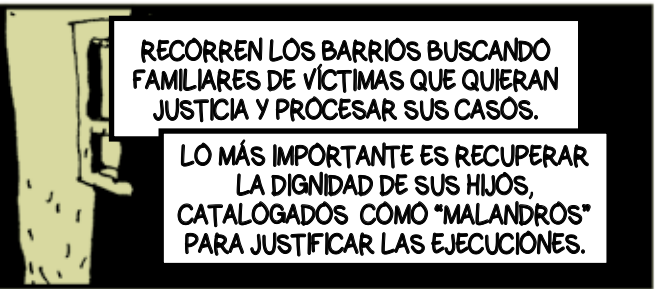 RECORREN LOS BARRIOS BUSCANDO
FAMILIARES DE VÍCTIMAS QUE QUIERAN
JUSTICIA Y PROCESAR SUS CASOS.
LO MÁS IMPORTANTE ES RECUPERAR
LA DIGNIDAD DE SUS HIJOS,
CATALOGADOS COMO “MALANDROS”
PARA JUSTIFICAR LAS EJECUCIONES.